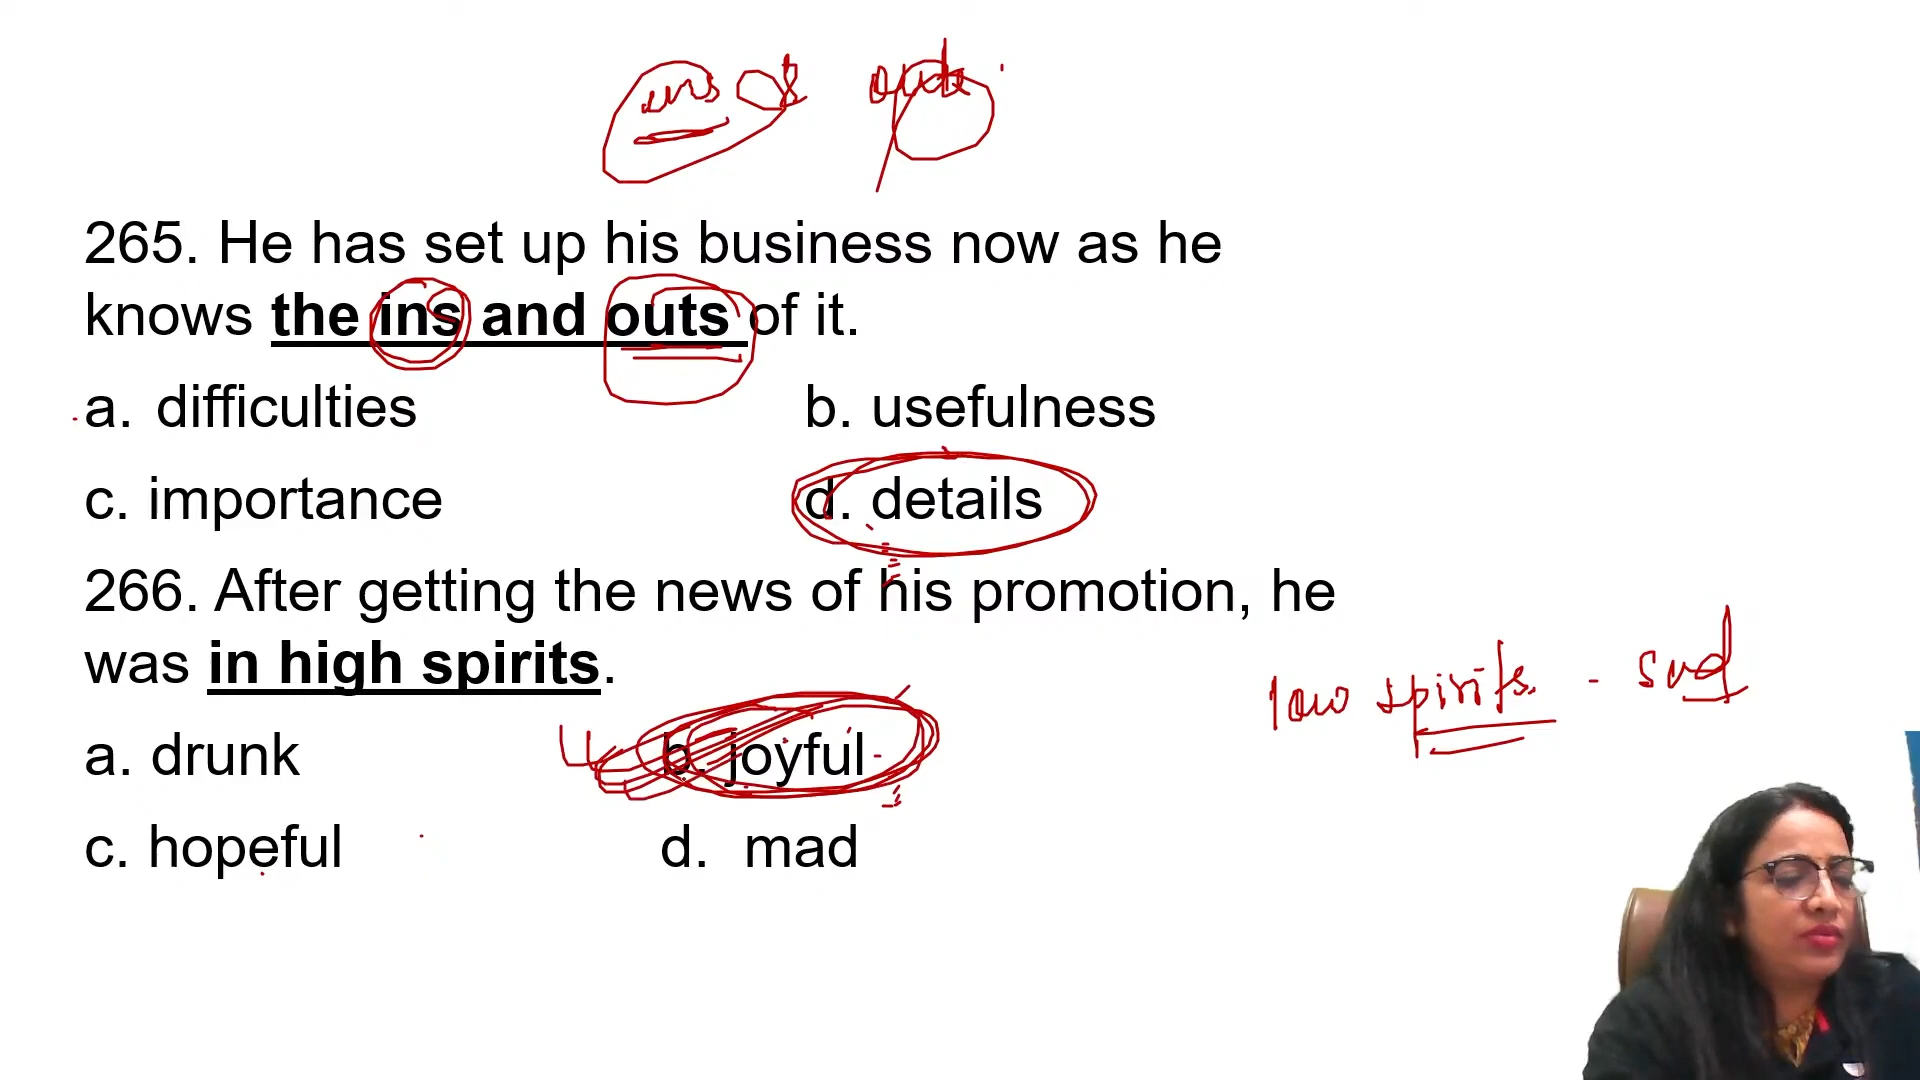 ins & outs
265. He has set up his business now as he
knows the ins and outs of it.
a. difficulties b. usefulness
c. importance d. details
266. After getting the news of his promotion, he
was in high spirits.
low spirits. - sad
a. drunk b. joyful
c. hopeful d. mad